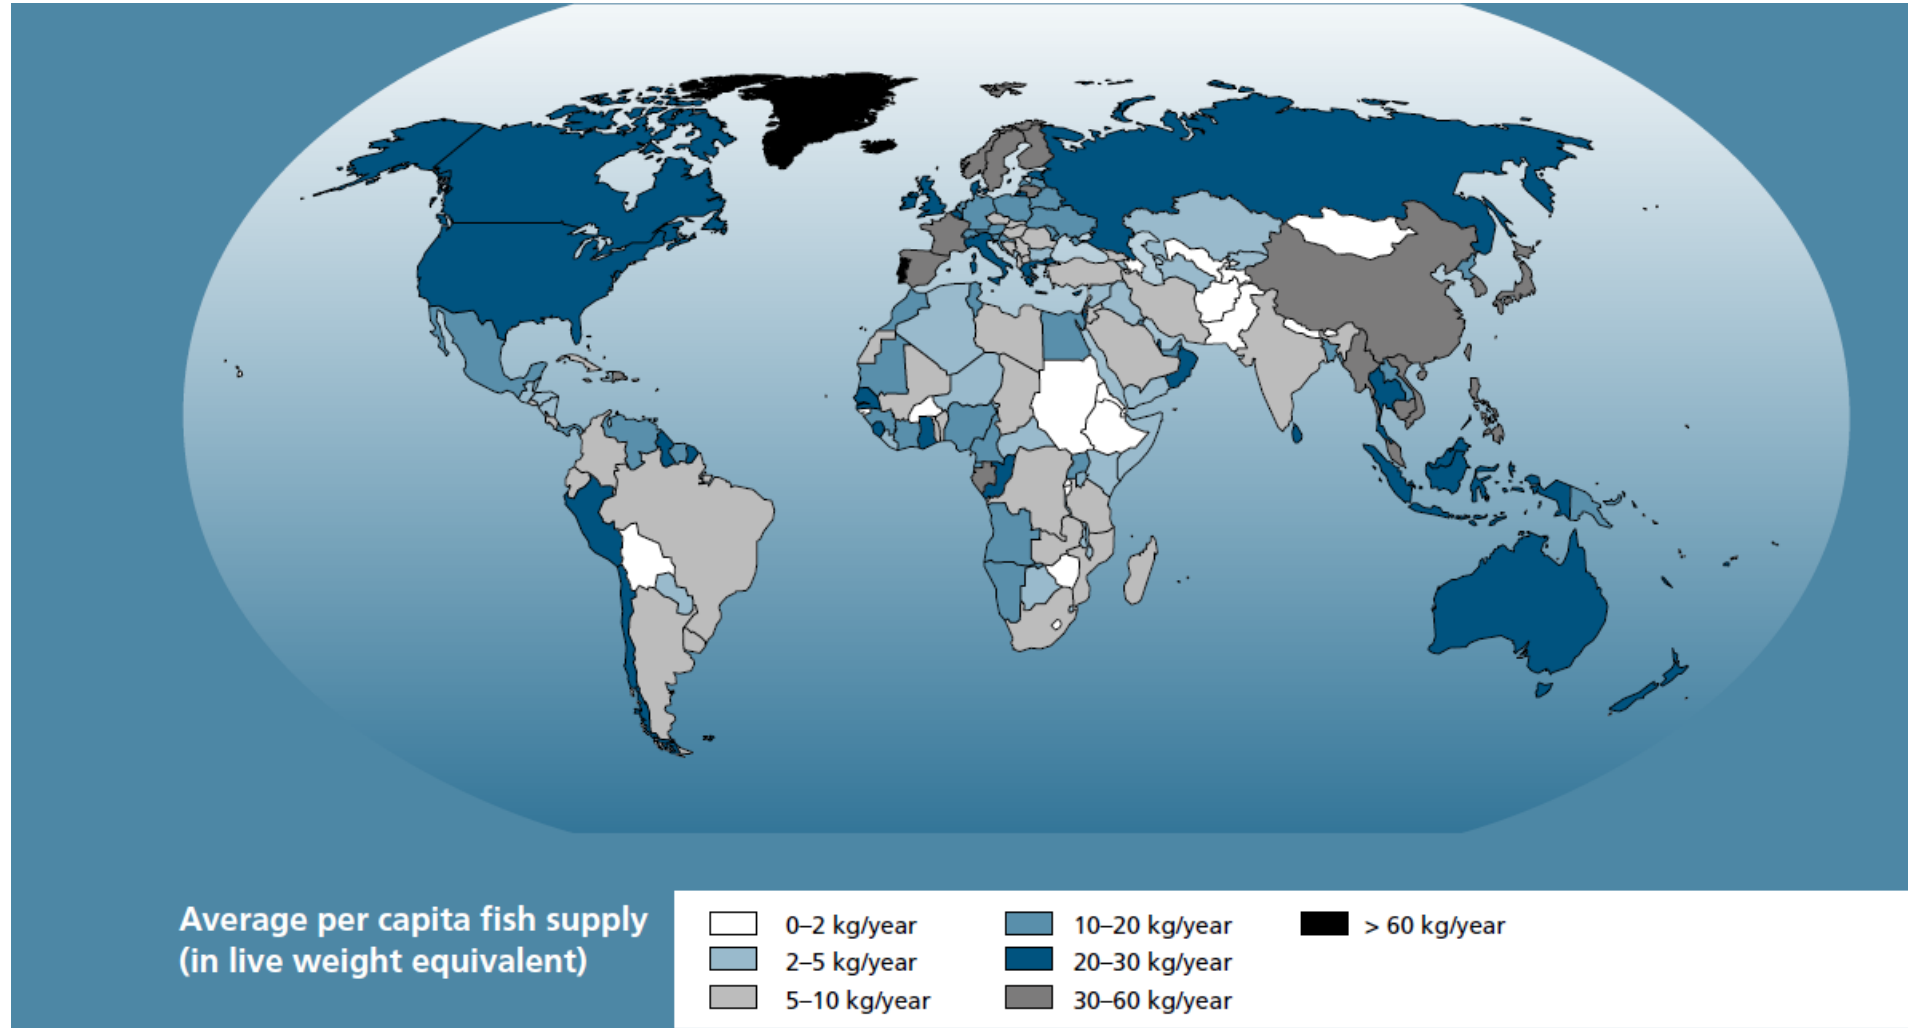 Average per capita fish supply
(in live weight equivalent)
0–2 kg/year
2–5 kg/year
5–10 kg/year
10–20 kg/year
20–30 kg/year
30–60 kg/year
> 60 kg/year